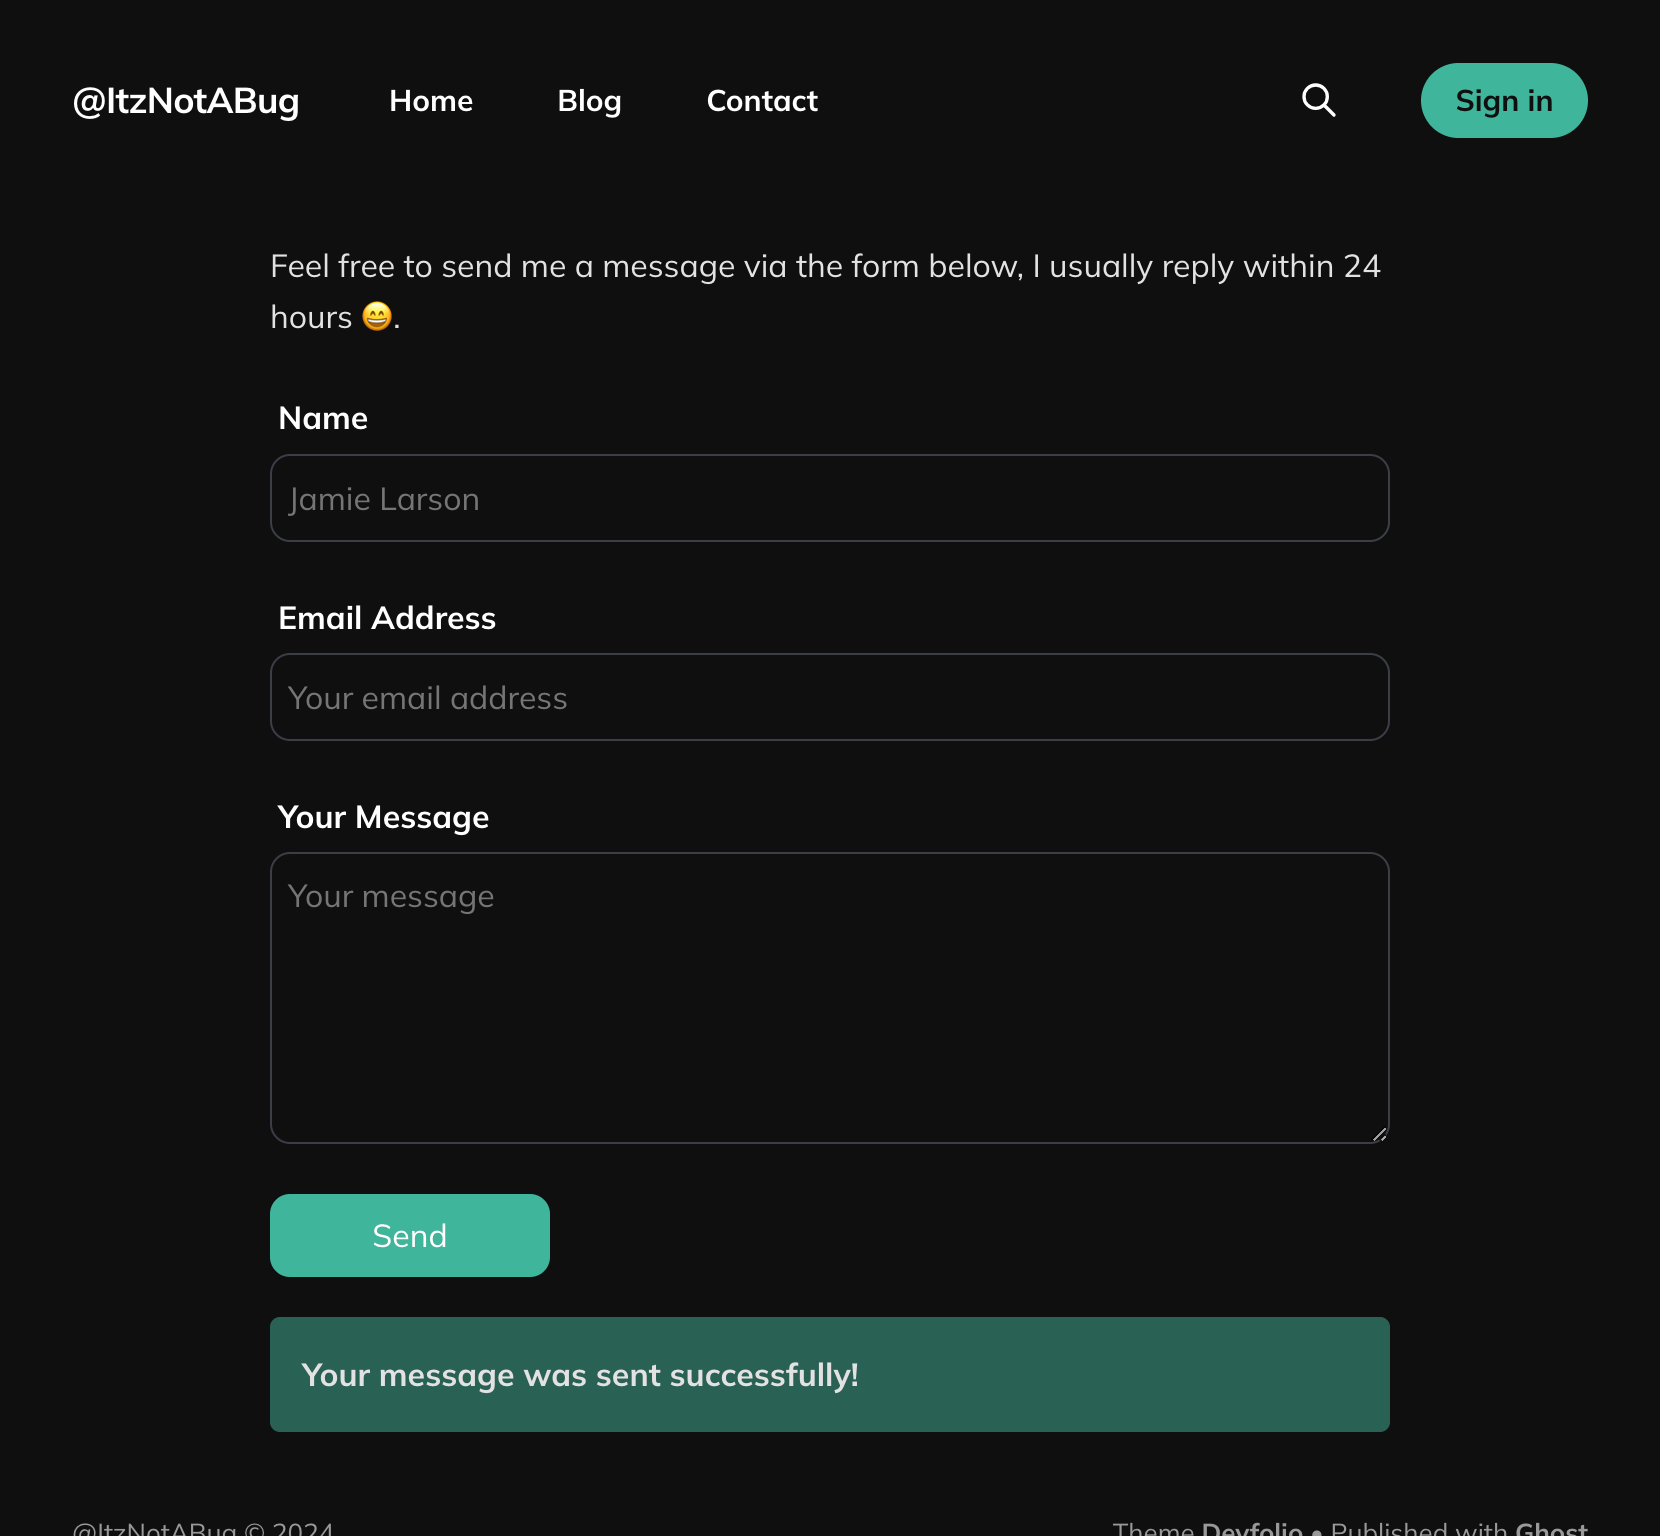 @ItzNotABug Home Blog Contact Sign in
Feel free to send me a message via the form below, I usually reply within 24
hours 😄.
Name
Jamie Larson
Email Address
Your email address
Your Message
Your message
Send
Your message was sent successfully!
@ItzNotABug © 2024 Theme Devfolio • Published with Ghost